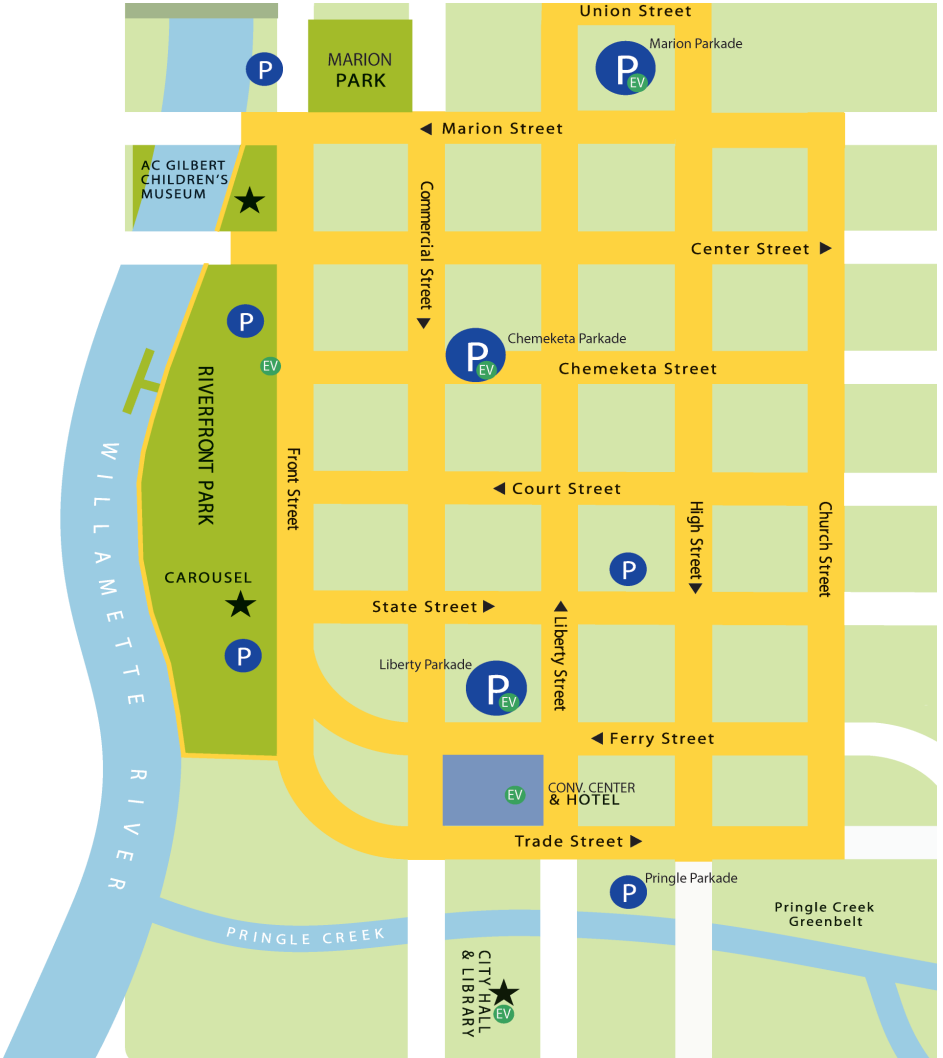 Union Street
Marion Parkade
P
EV
P
MARION
PARK
Marion Street
AC GILBERT
CHILDREN'S
MUSEUM
Commercial Street
Center Street
P
Chemeketa Parkade
P
EV
EV
Chemeketa Street
RIVERFRONT PARK
WILLAMETTE RIVER
Front Street
Court Street
High Street
Church Street
P
CAROUSEL
State Street
Liberty Street
P
Liberty Parkade
P
EV
Ferry Street
EV
CONV. CENTER
& HOTEL
Trade Street
P
Pringle Parkade
Pringle Creek
Greenbelt
PRINGLE CREEK
CITY HALL
& LIBRARY
EV